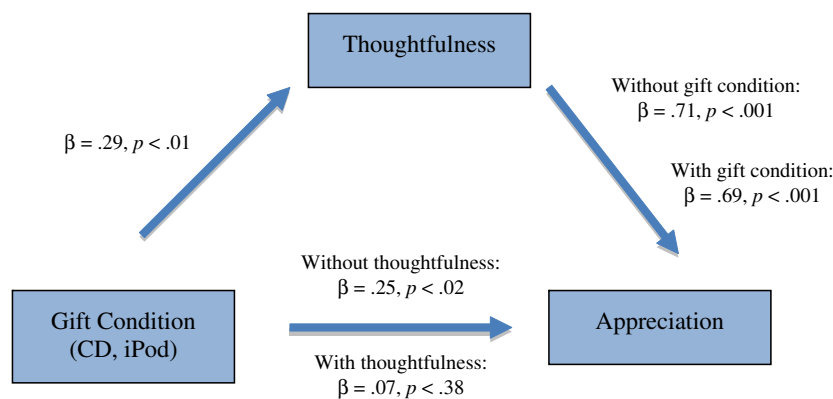 Thoughtfulness
Without gift condition:
β = .71, p < .001
β = .29, p < .01
With gift condition:
β = .69, p < .001
Without thoughtfulness:
β = .25, p < .02
Gift Condition
(CD, iPod)
Appreciation
With thoughtfulness:
β = .07, p < .38